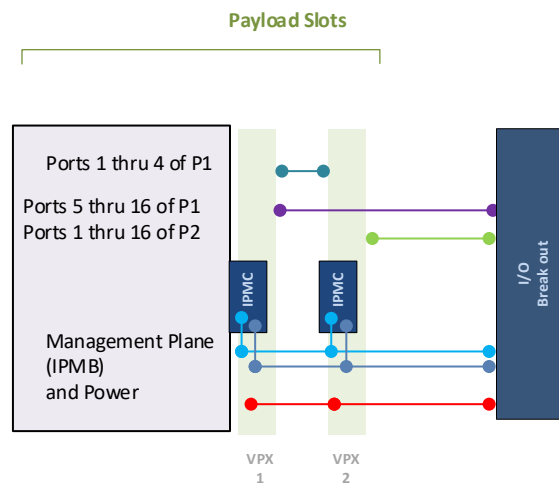 Payload Slots
Ports 1 thru 4 of P1
Ports 5 thru 16 of P1
Ports 1 thru 16 of P2
IPMC
IPMC
I/O
Break out
Management Plane
(IPMB)
and Power
VPX
1
VPX
2